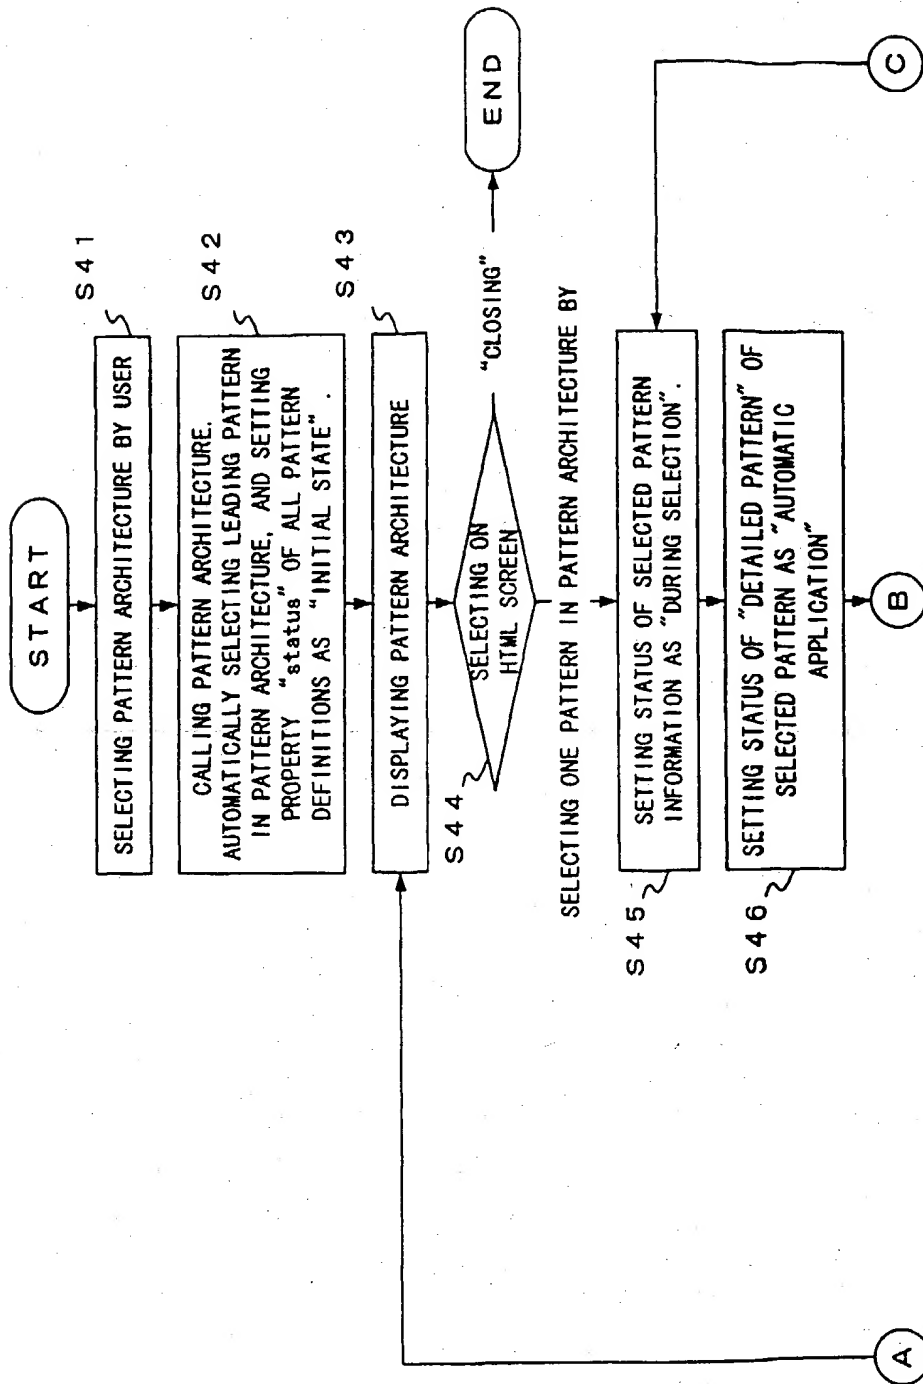 START
S41
SELECTING PATTERN ARCHITECTURE BY USER
S42
CALLING PATTERN ARCHITECTURE.
AUTOMATICALLY SELECTING LEADING PATTERN
IN PATTERN ARCHITECTURE, AND SETTING
PROPERTY "status" OF ALL PATTERN
DEFINITIONS AS "INITIAL STATE".
S43
DISPLAYING PATTERN ARCHITECTURE
S44
SELECTING ON
HTML SCREEN
"CLOSING"
END
SELECTING ONE PATTERN IN PATTERN ARCHITECTURE BY
S45
SETTING STATUS OF SELECTED PATTERN
INFORMATION AS "DURING SELECTION".
S46
SETTING STATUS OF "DETAILED PATTERN" OF
SELECTED PATTERN AS "AUTOMATIC
APPLICATION"
A
B
C